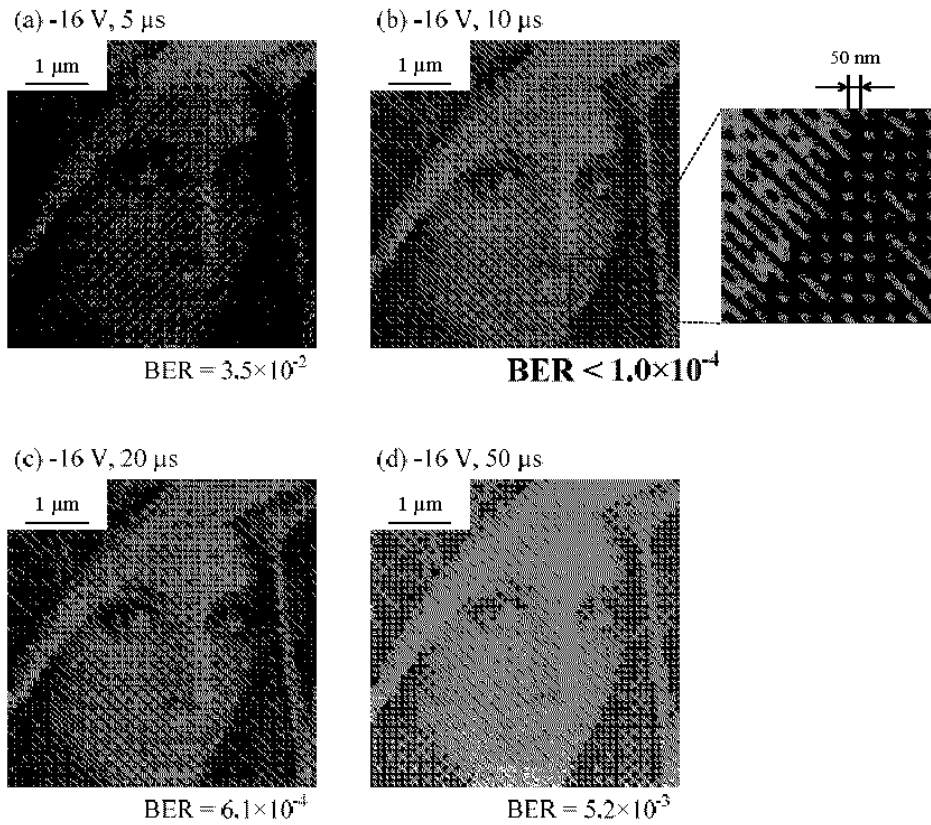 (a) -16 V, 5 µs
1 µm
BER = 3.5×10⁻²
(b) -16 V, 10 µs
1 µm
50 nm
BER < 1.0×10⁻⁴
(c) -16 V, 20 µs
1 µm
BER = 6.1×10⁻⁴
(d) -16 V, 50 µs
1 µm
BER = 5.2×10⁻³